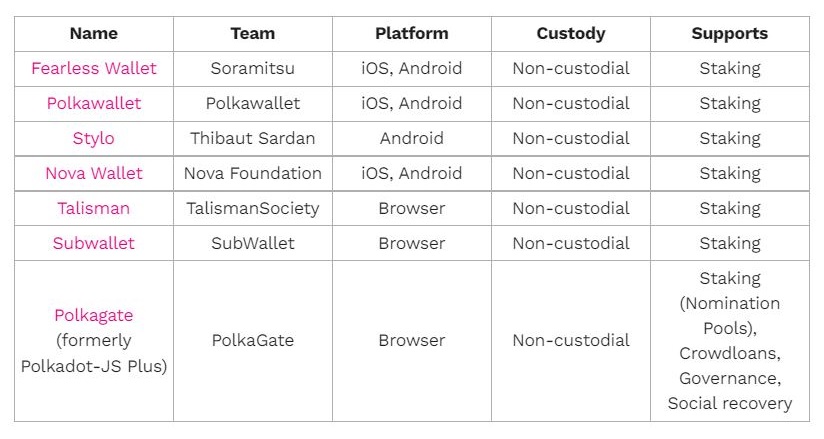 Name Team Platform Custody Supports
Fearless Wallet Soramitsu iOS, Android Non-custodial Staking
Polkawallet Polkawallet iOS, Android Non-custodial Staking
Stylo Thibaut Sardan Android Non-custodial Staking
Nova Wallet Nova Foundation iOS, Android Non-custodial Staking
Talisman TalismanSociety Browser Non-custodial Staking
Subwallet SubWallet Browser Non-custodial Staking
Polkagate
(formerly
Polkadot-JS Plus)
PolkaGate
Browser
Non-custodial
Staking
(Nomination
Pools),
Crowdloans,
Governance,
Social recovery